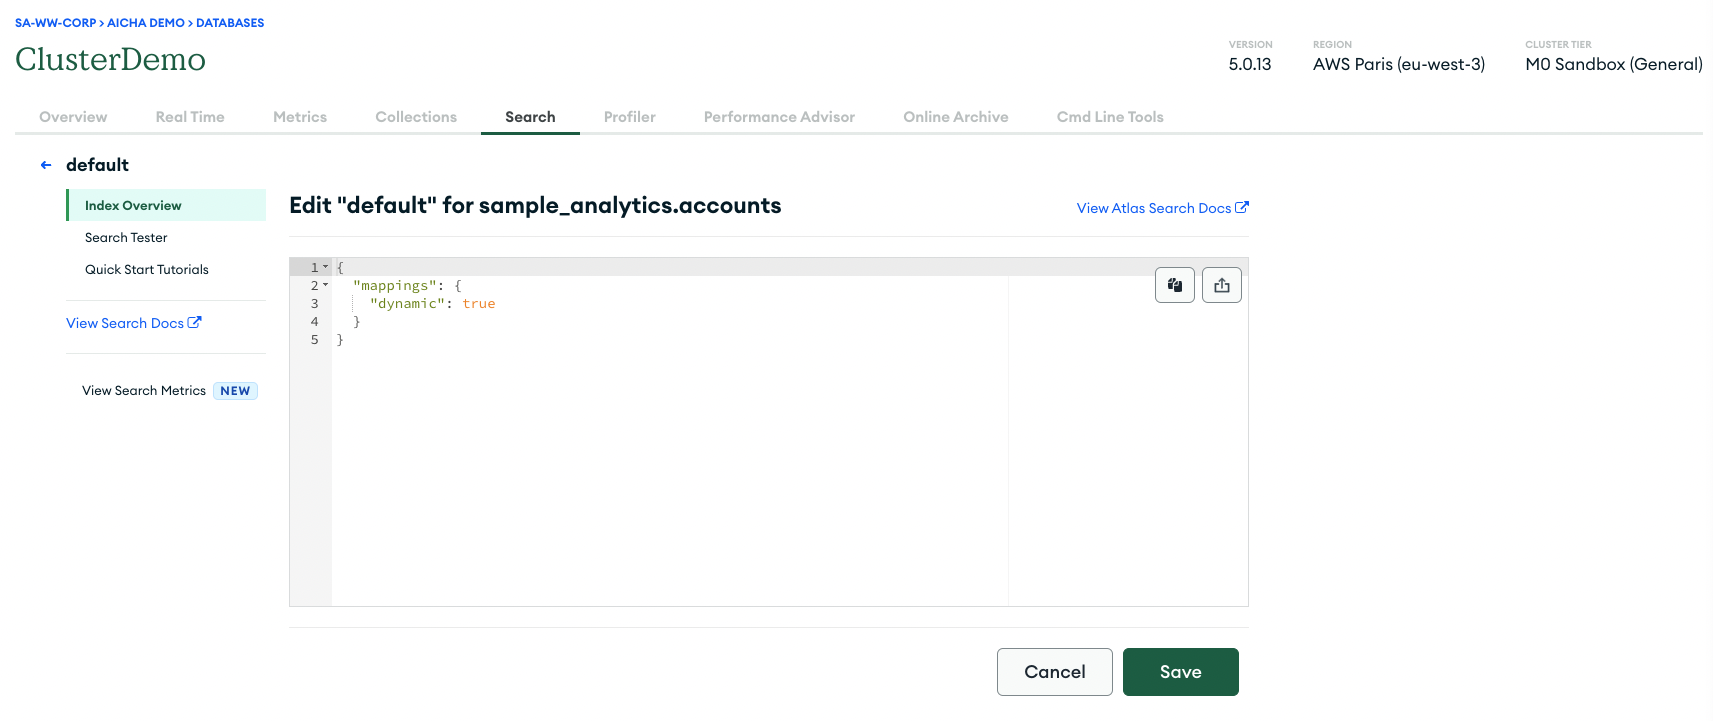 SA-WW-CORP > AICHA DEMO > DATABASES
ClusterDemo
VERSION
5.0.13
REGION
AWS Paris (eu-west-3)
CLUSTER TIER
M0 Sandbox (General)
Overview Real Time Metrics Collections Search Profiler Performance Advisor Online Archive Cmd Line Tools
default
Index Overview
Search Tester
Quick Start Tutorials
View Search Docs
View Search Metrics NEW
Edit "default" for sample_analytics.accounts
View Atlas Search Docs
1 {
2   "mappings": {
3     "dynamic": true
4   }
5 }
Cancel Save